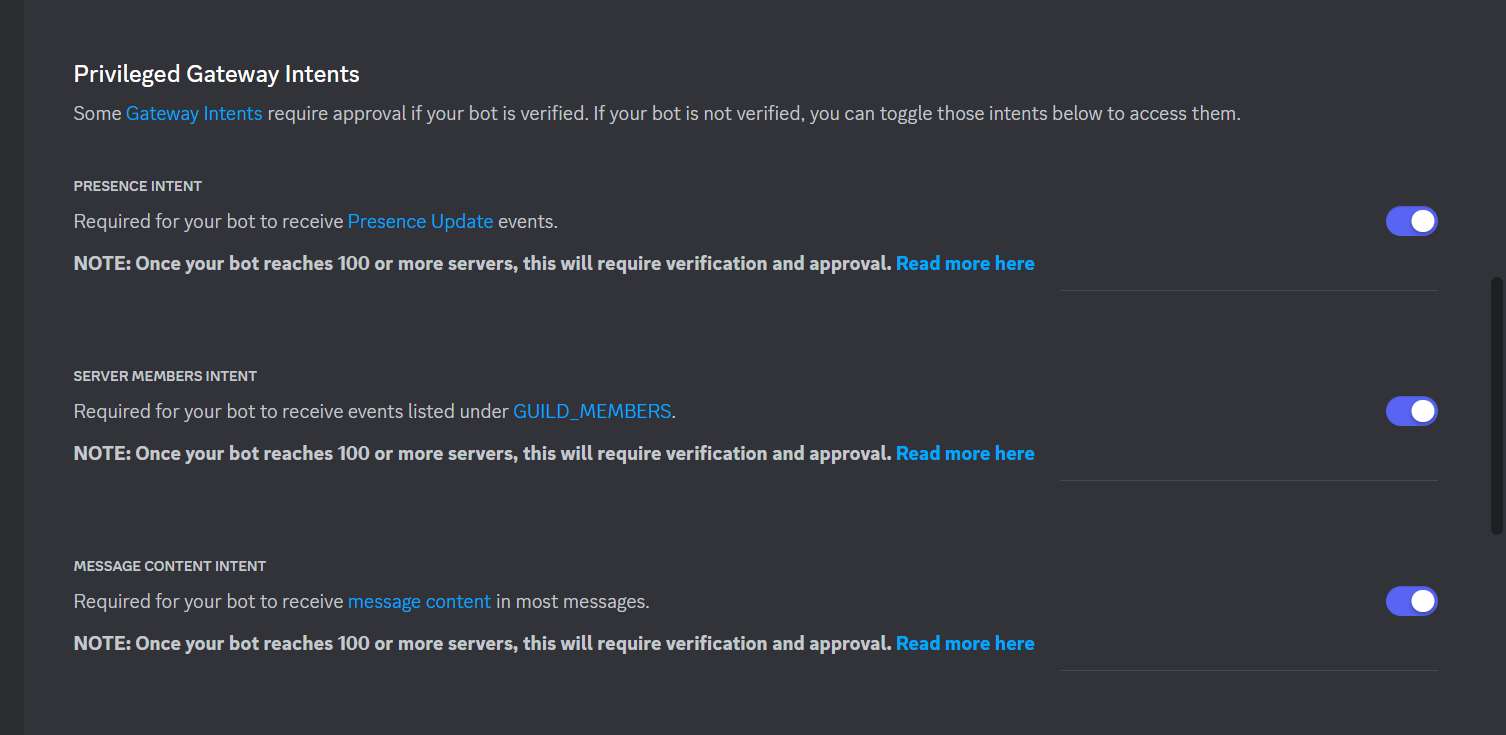 Privileged Gateway Intents
Some Gateway Intents require approval if your bot is verified. If your bot is not verified, you can toggle those intents below to access them.
PRESENCE INTENT
Required for your bot to receive Presence Update events.
NOTE: Once your bot reaches 100 or more servers, this will require verification and approval. Read more here
SERVER MEMBERS INTENT
Required for your bot to receive events listed under GUILD_MEMBERS.
NOTE: Once your bot reaches 100 or more servers, this will require verification and approval. Read more here
MESSAGE CONTENT INTENT
Required for your bot to receive message content in most messages.
NOTE: Once your bot reaches 100 or more servers, this will require verification and approval. Read more here